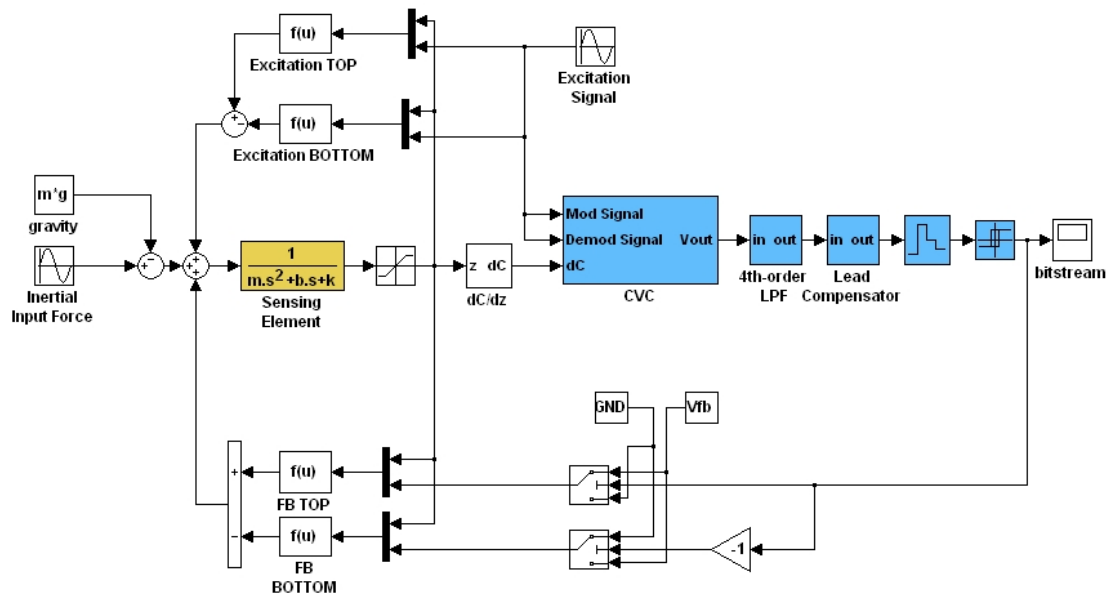 f(u)
Excitation TOP
Excitation
Signal
+
−
f(u)
Excitation BOTTOM
m*g
gravity
Inertial
Input Force
−
+
+
+
+
1
m.s2+b.s+k
Sensing
Element
z dC
dC/dz
Mod Signal
Demod Signal Vout
dC
CVC
in out
4th-order
LPF
in out
Lead
Compensator
bitstream
GND
Vfb
+
−
f(u)
FB TOP
f(u)
FB
BOTTOM
-1